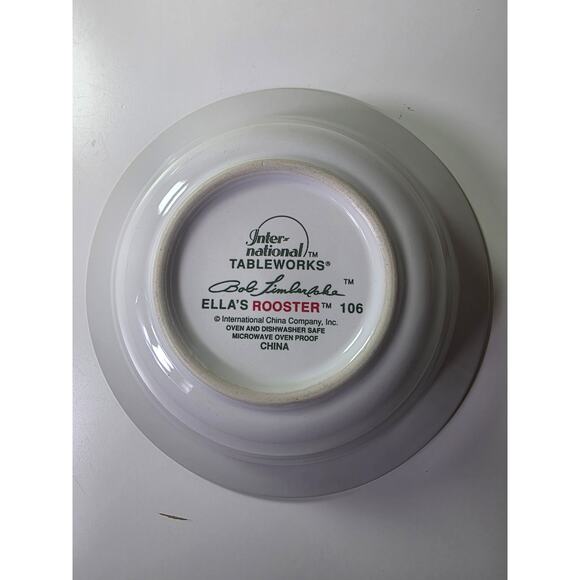 Inter-
national™
TABLEWORKS®
Bob Timberlake™
ELLA'S ROOSTER™ 106
© International China Company, Inc.
OVEN AND DISHWASHER SAFE
MICROWAVE OVEN PROOF
CHINA